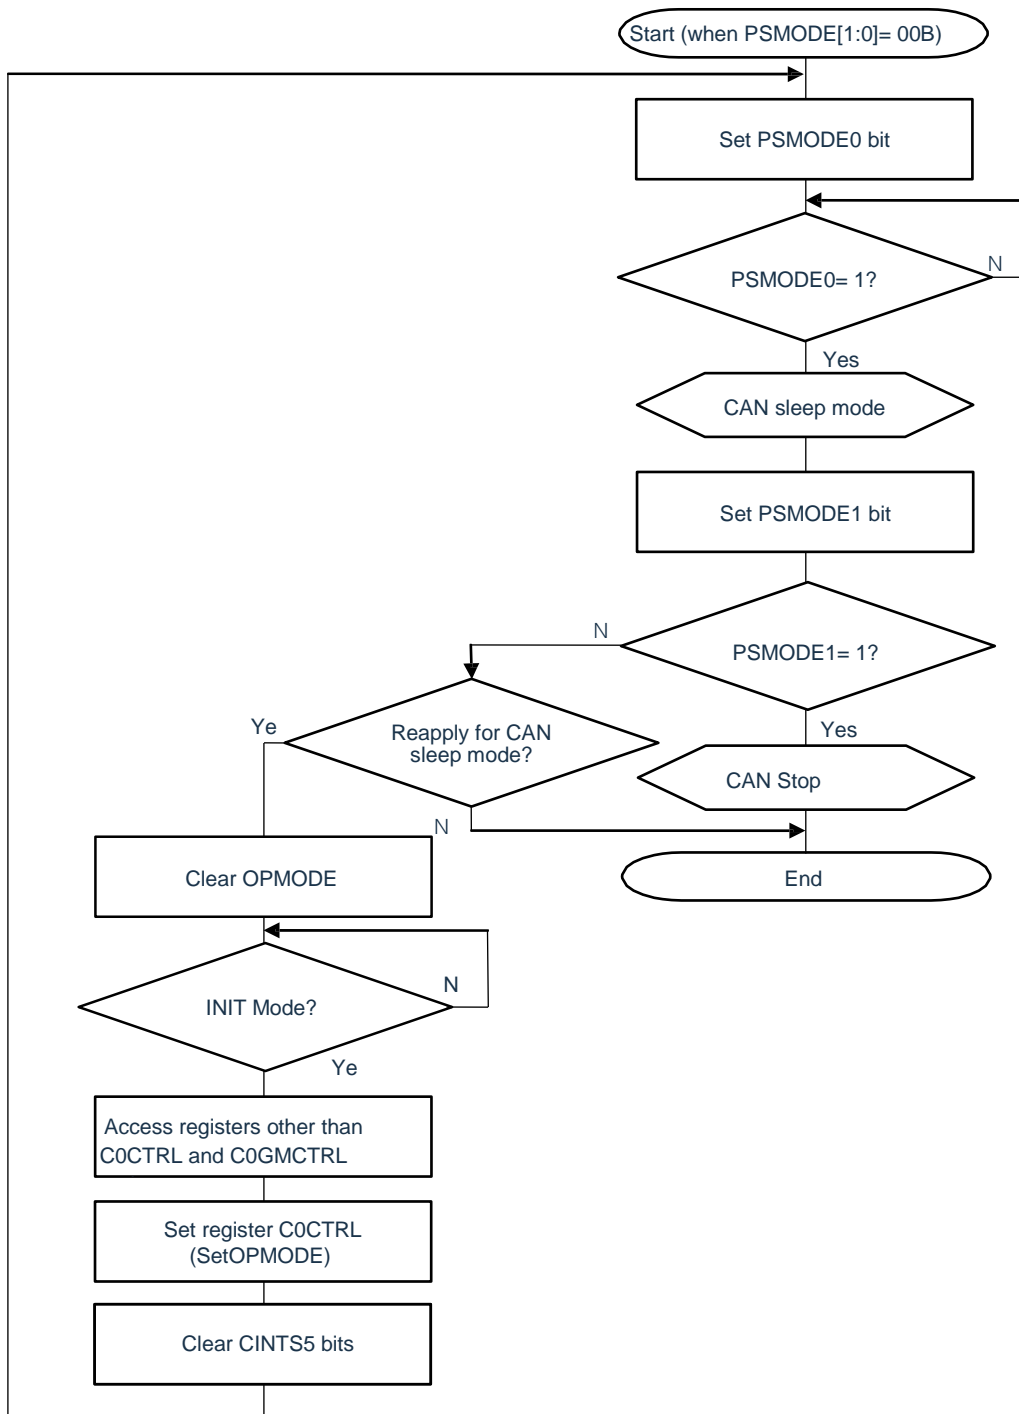 Start (when PSMODE[1:0]= 00B)
Set PSMODE0 bit
PSMODE0= 1?
N
Yes
CAN sleep mode
Set PSMODE1 bit
N
PSMODE1= 1?
Yes
Ye
Reapply for CAN
sleep mode?
CAN Stop
N
Clear OPMODE
End
INIT Mode?
N
Ye
Access registers other than
C0CTRL and C0GMCTRL
Set register C0CTRL
(SetOPMODE)
Clear CINTS5 bits